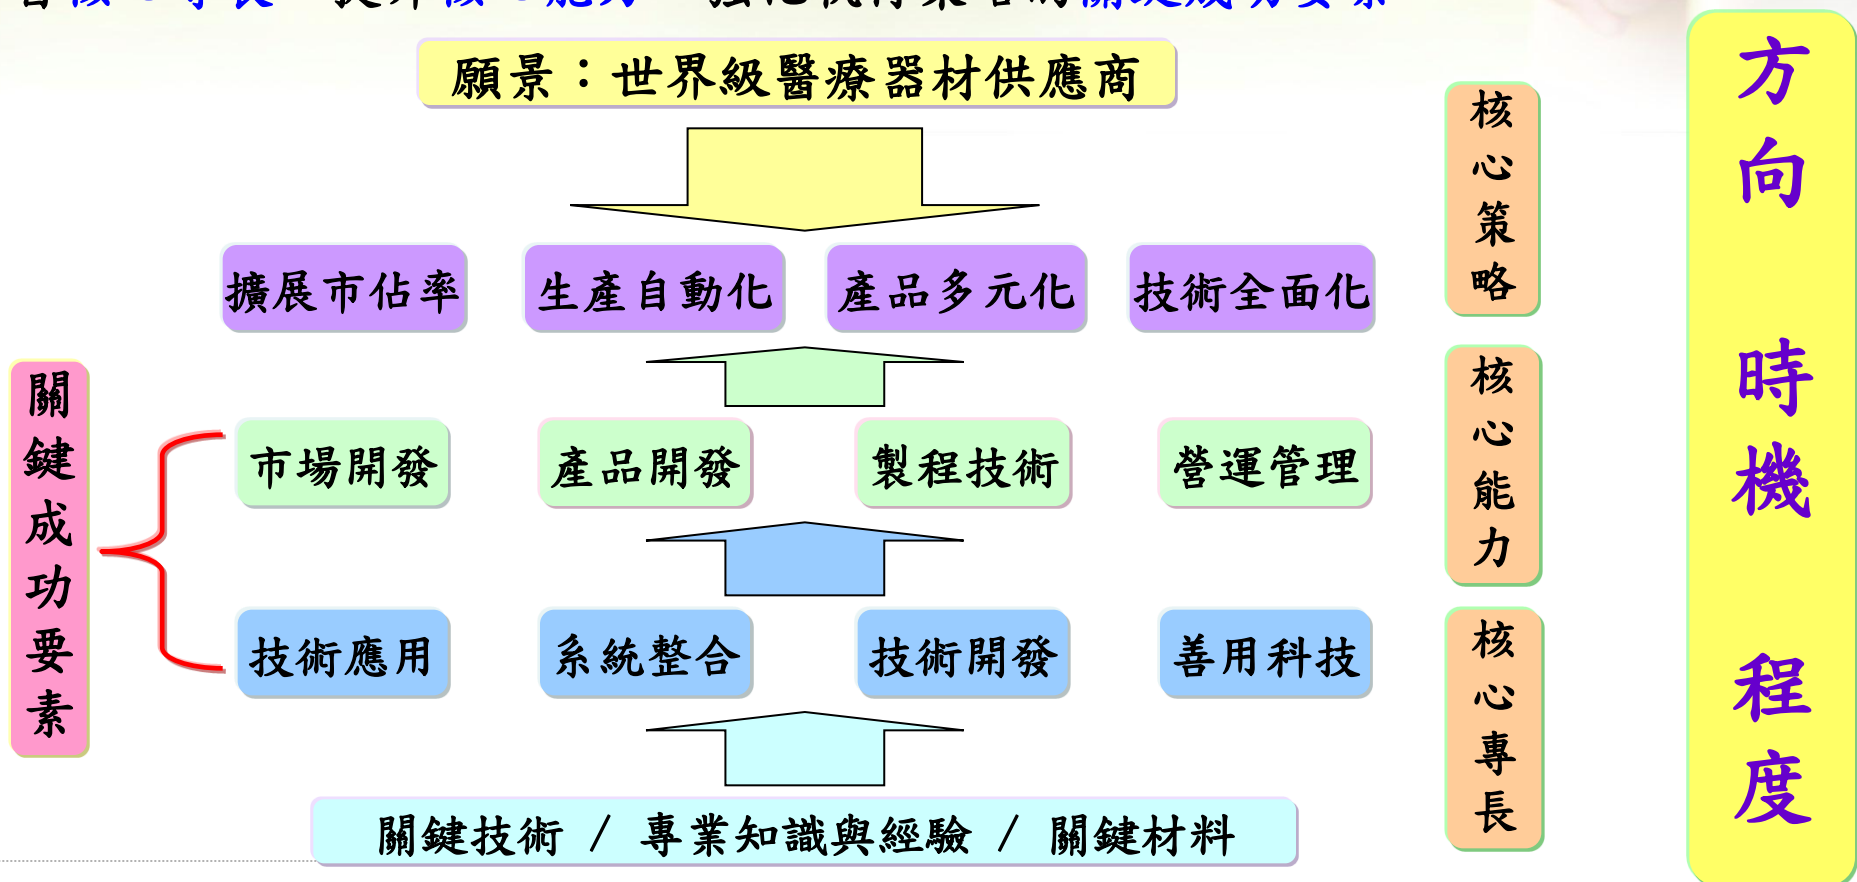 願景：世界級醫療器材供應商
擴展市佔率
生產自動化
產品多元化
技術全面化
核心策略
關鍵成功要素
市場開發
產品開發
製程技術
營運管理
核心能力
技術應用
系統整合
技術開發
善用科技
核心專長
關鍵技術 / 專業知識與經驗 / 關鍵材料
方向
時機
程度